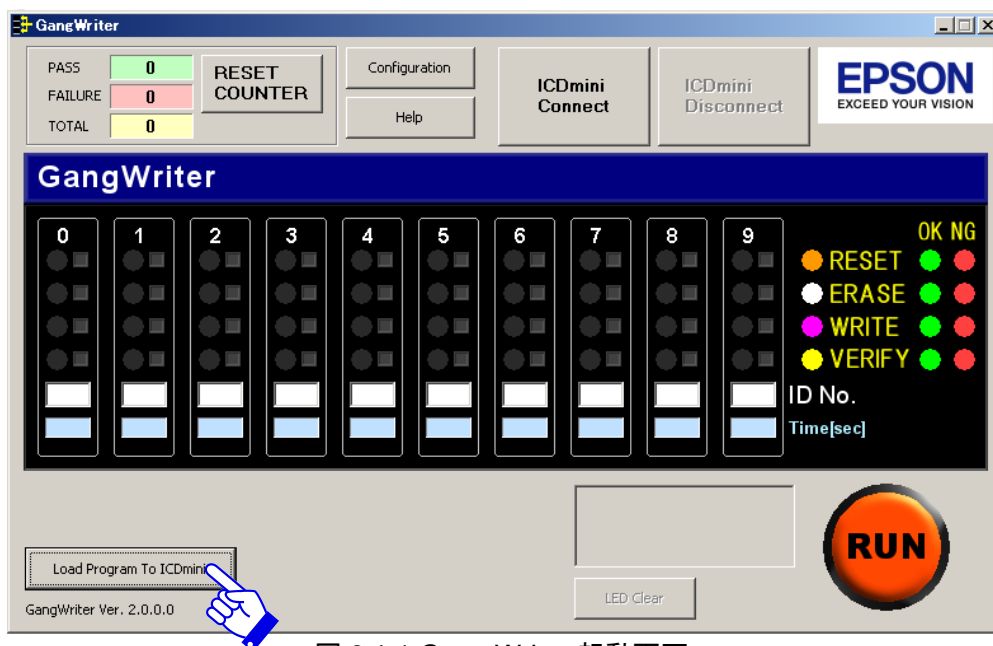 GangWriter
PASS 0
FAILURE 0
TOTAL 0
RESET
COUNTER
Configuration
Help
ICDmini
Connect
ICDmini
Disconnect
EPSON
EXCEED YOUR VISION
GangWriter
0 1 2 3 4 5 6 7 8 9
OK NG
RESET
ERASE
WRITE
VERIFY
ID No.
Time[sec]
RUN
Load Program To ICDmini
LED Clear
GangWriter Ver. 2.0.0.0